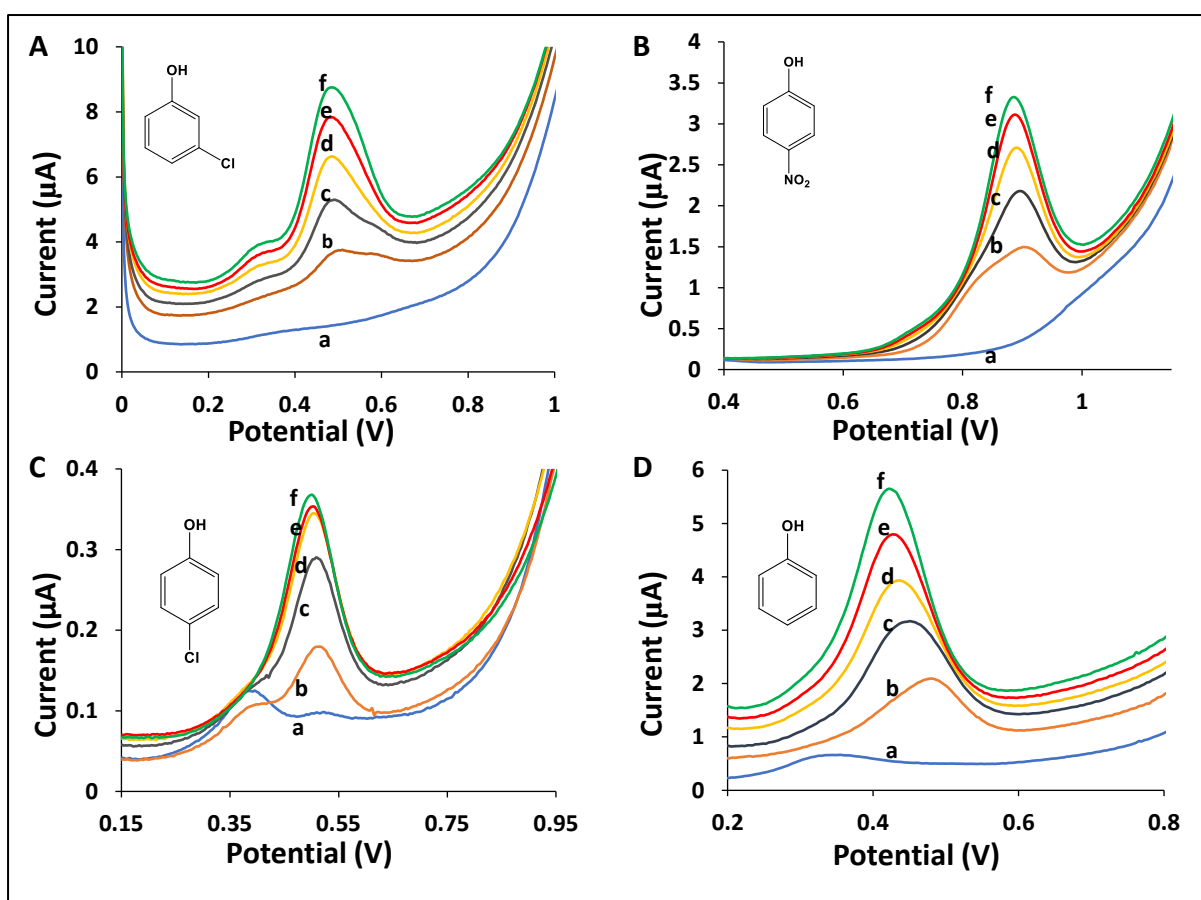 A
10
8
6
4
2
0
Current (µA)
OH
Cl
f
e
d
c
b
a
0
0.2
0.4
0.6
0.8
1
Potential (V)
B
4
3.5
3
2.5
2
1.5
1
0.5
0
Current (µA)
OH
NO2
f
e
d
c
b
a
0.4
0.6
0.8
1
Potential (V)
C
0.4
0.3
0.2
0.1
0
Current (µA)
OH
Cl
f
e
d
c
b
a
0.15
0.35
0.55
0.75
0.95
Potential (V)
D
6
5
4
3
2
1
0
Current (µA)
OH
f
e
d
c
b
a
0.2
0.4
0.6
0.8
Potential (V)